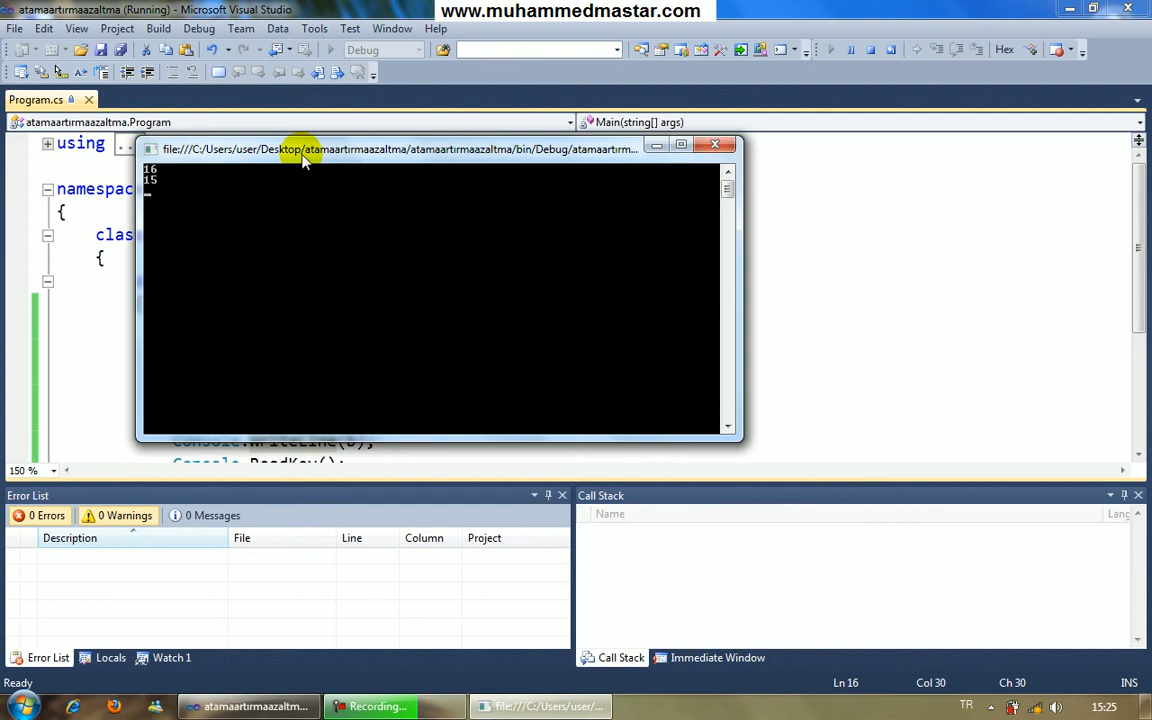 atamaartırmaazaltma (Running) - Microsoft Visual Studio
www.muhammedmastar.com
File Edit View Project Build Debug Team Data Tools Test Window Help
Debug
Hex
Program.cs
atamaartırmaazaltma.Program
Main(string[] args)
using ...
file:///C:/Users/user/Desktop/atamaartırmaazaltma/atamaartırmaazaltma/bin/Debug/atamaartırm...
16
15
namespac
{
clas
{
Console.WriteLine(b);
Console.ReadKey();
150 %
Error List
Call Stack
0 Errors
0 Warnings
0 Messages
Name
Lang
Description File Line Column Project
Error List Locals Watch 1
Call Stack Immediate Window
Ready
Ln 16 Col 30 Ch 30 INS
atamaartırmaazaltm...
Recording...
file:///C:/Users/user/...
TR
15:25